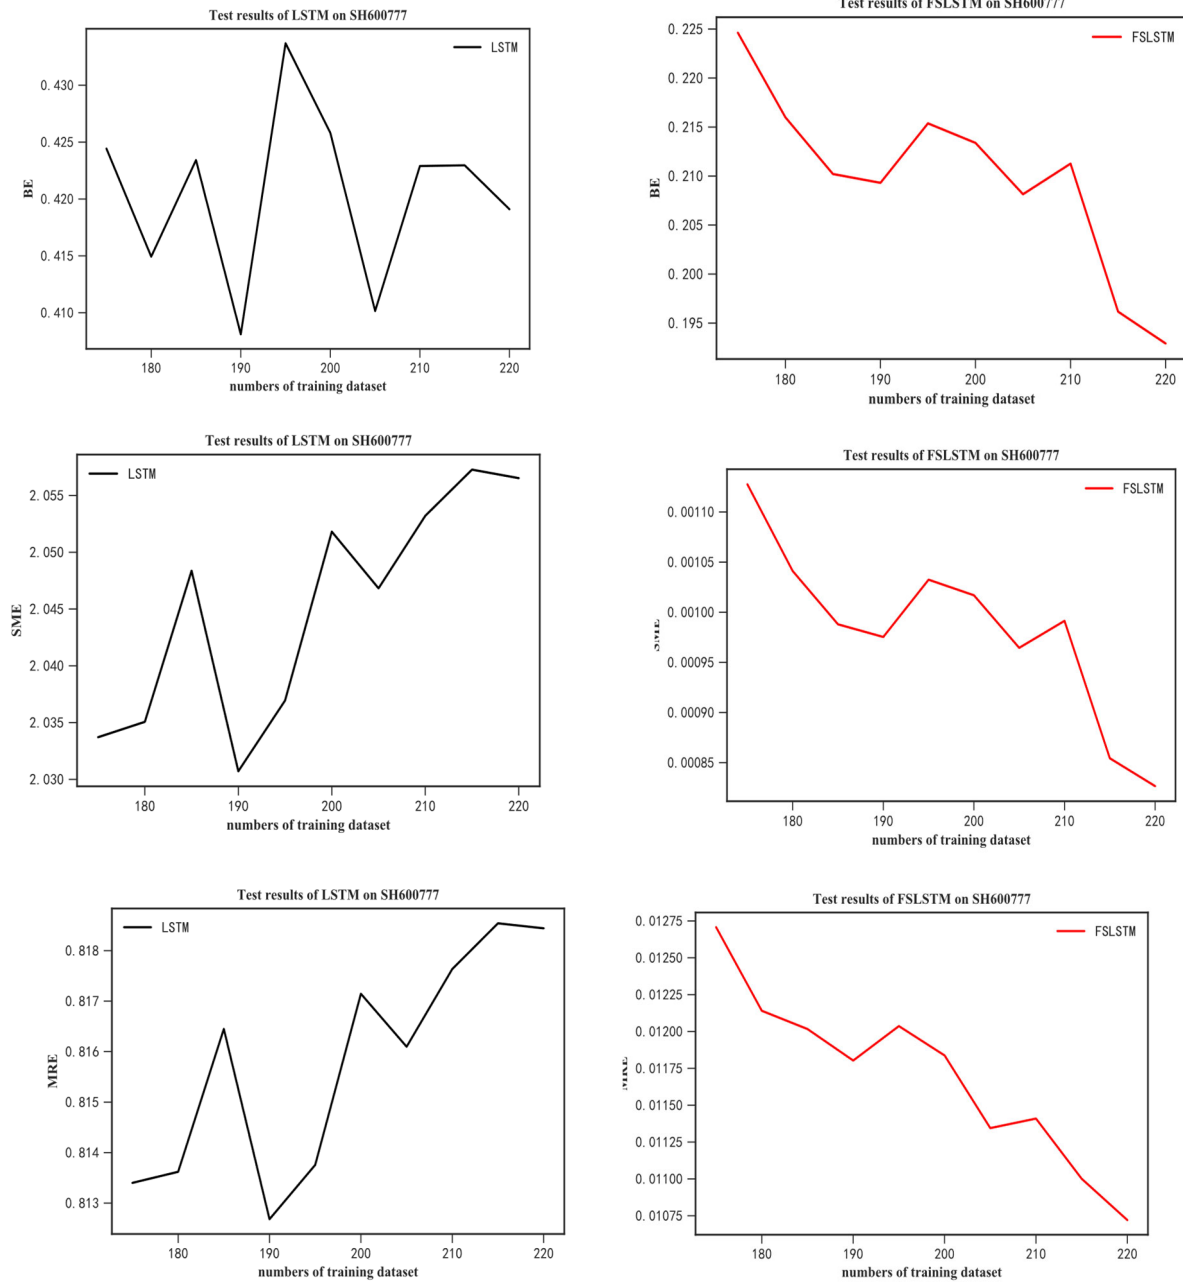 Test results of LSTM on SH600777
LSTM
0.430
0.425
0.420
0.415
0.410
BE
180 190 200 210 220
numbers of training dataset
Test results of FSLSTM on SH600777
FSLSTM
0.225
0.220
0.215
0.210
0.205
0.200
0.195
BE
180 190 200 210 220
numbers of training dataset
Test results of LSTM on SH600777
LSTM
2.055
2.050
2.045
2.040
2.035
2.030
SME
180 190 200 210 220
numbers of training dataset
Test results of FSLSTM on SH600777
FSLSTM
0.00110
0.00105
0.00100
0.00095
0.00090
0.00085
SME
180 190 200 210 220
numbers of training dataset
Test results of LSTM on SH600777
LSTM
0.818
0.817
0.816
0.815
0.814
0.813
MRE
180 190 200 210 220
numbers of training dataset
Test results of FSLSTM on SH600777
FSLSTM
0.01275
0.01250
0.01225
0.01200
0.01175
0.01150
0.01125
0.01100
0.01075
MRE
180 190 200 210 220
numbers of training dataset